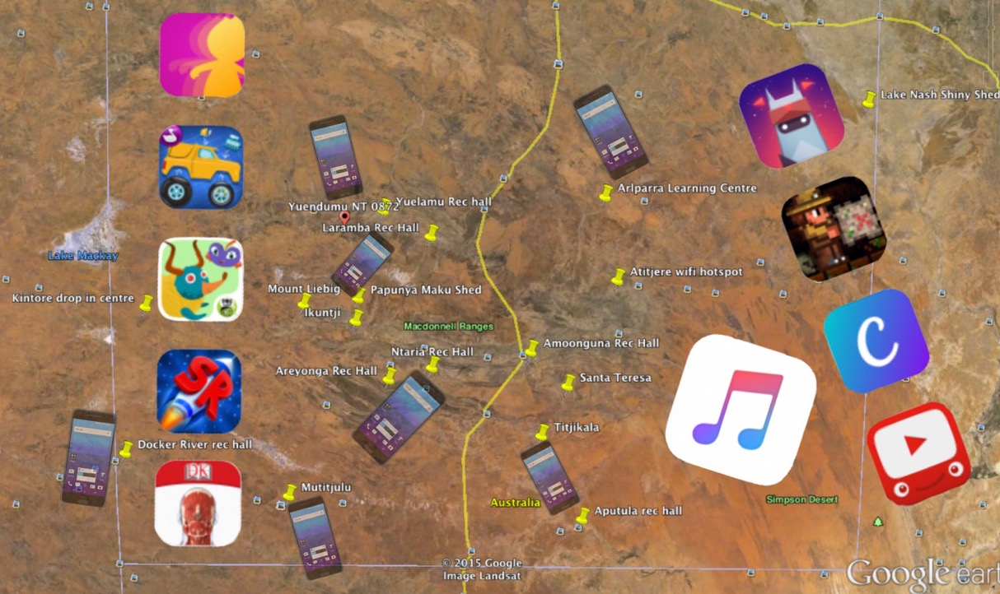 Lake Nash Shiny Shed
Arlparra Learning Centre
Yuelamu Rec hall
Yuendumu NT 0872
Laramba Rec Hall
Lake Mackay
Atitjere wifi hotspot
Kintore drop in centre
Mount Liebig
Papunya Maku Shed
Ikuntji
Macdonnell Ranges
Amoonguna Rec Hall
Ntaria Rec Hall
Areyonga Rec Hall
Santa Teresa
C
SR
Titjikala
Docker River rec hall
DK
Mutitjulu
Australia
Aputula rec hall
Simpson Desert
© 2015 Google
Image Landsat
Google eart